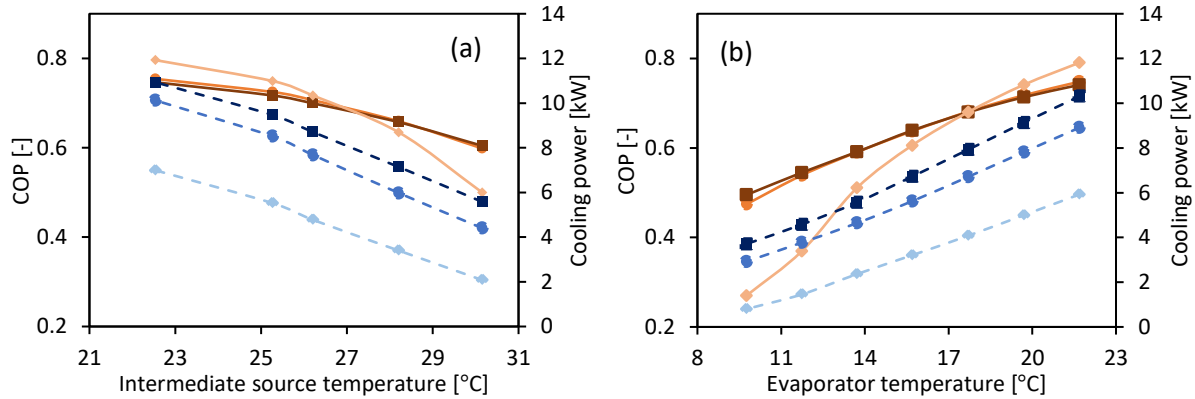 (a)
COP [-]
0.8
0.6
0.4
0.2
14
12
10
8
6
4
2
0
Cooling power [kW]
21 23 25 27 29 31
Intermediate source temperature [°C]
(b)
COP [-]
0.8
0.6
0.4
0.2
14
12
10
8
6
4
2
0
Cooling power [kW]
8 11 14 17 20 23
Evaporator temperature [°C]